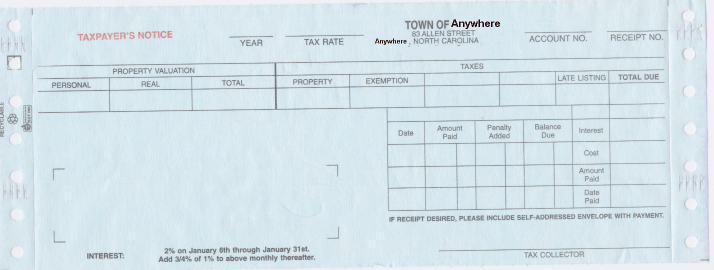 TAXPAYER'S NOTICE
YEAR
TAX RATE
TOWN OF Anywhere
83 ALLEN STREET
Anywhere, NORTH CAROLINA
ACCOUNT NO.
RECEIPT NO.
PROPERTY VALUATION
TAXES
PERSONAL
REAL
TOTAL
PROPERTY
EXEMPTION
LATE LISTING
TOTAL DUE
RECYCLABLE
Date
Amount Paid
Penalty Added
Balance Due
Interest
Cost
Amount Paid
Date Paid
IF RECEIPT DESIRED, PLEASE INCLUDE SELF-ADDRESSED ENVELOPE WITH PAYMENT.
INTEREST:
2% on January 6th through January 31st.
Add 3/4% of 1% to above monthly thereafter.
TAX COLLECTOR